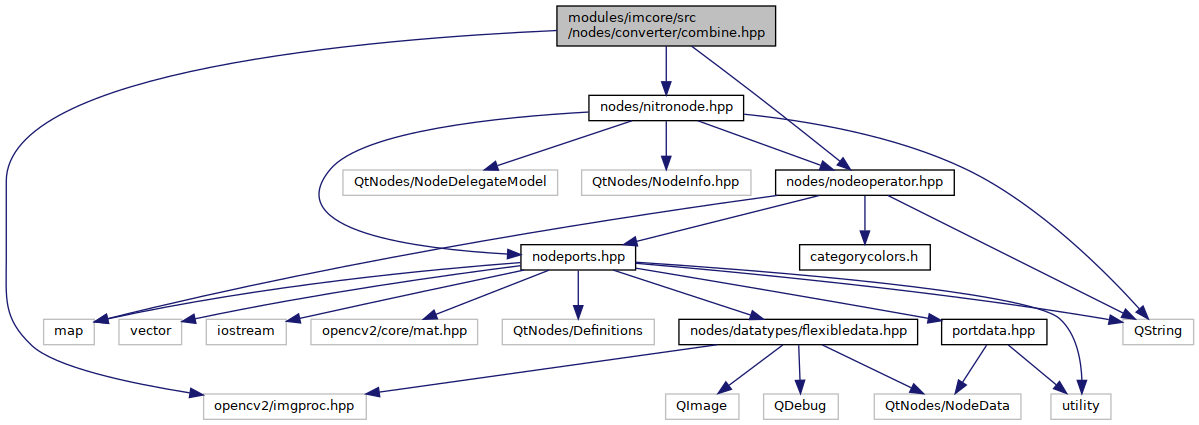 modules/imcore/src
/nodes/converter/combine.hpp
nodes/nitronode.hpp
QtNodes/NodeDelegateModel
QtNodes/NodeInfo.hpp
nodes/nodeoperator.hpp
nodeports.hpp
categorycolors.h
map
vector
iostream
opencv2/core/mat.hpp
QtNodes/Definitions
nodes/datatypes/flexibledata.hpp
portdata.hpp
QString
opencv2/imgproc.hpp
QImage
QDebug
QtNodes/NodeData
utility